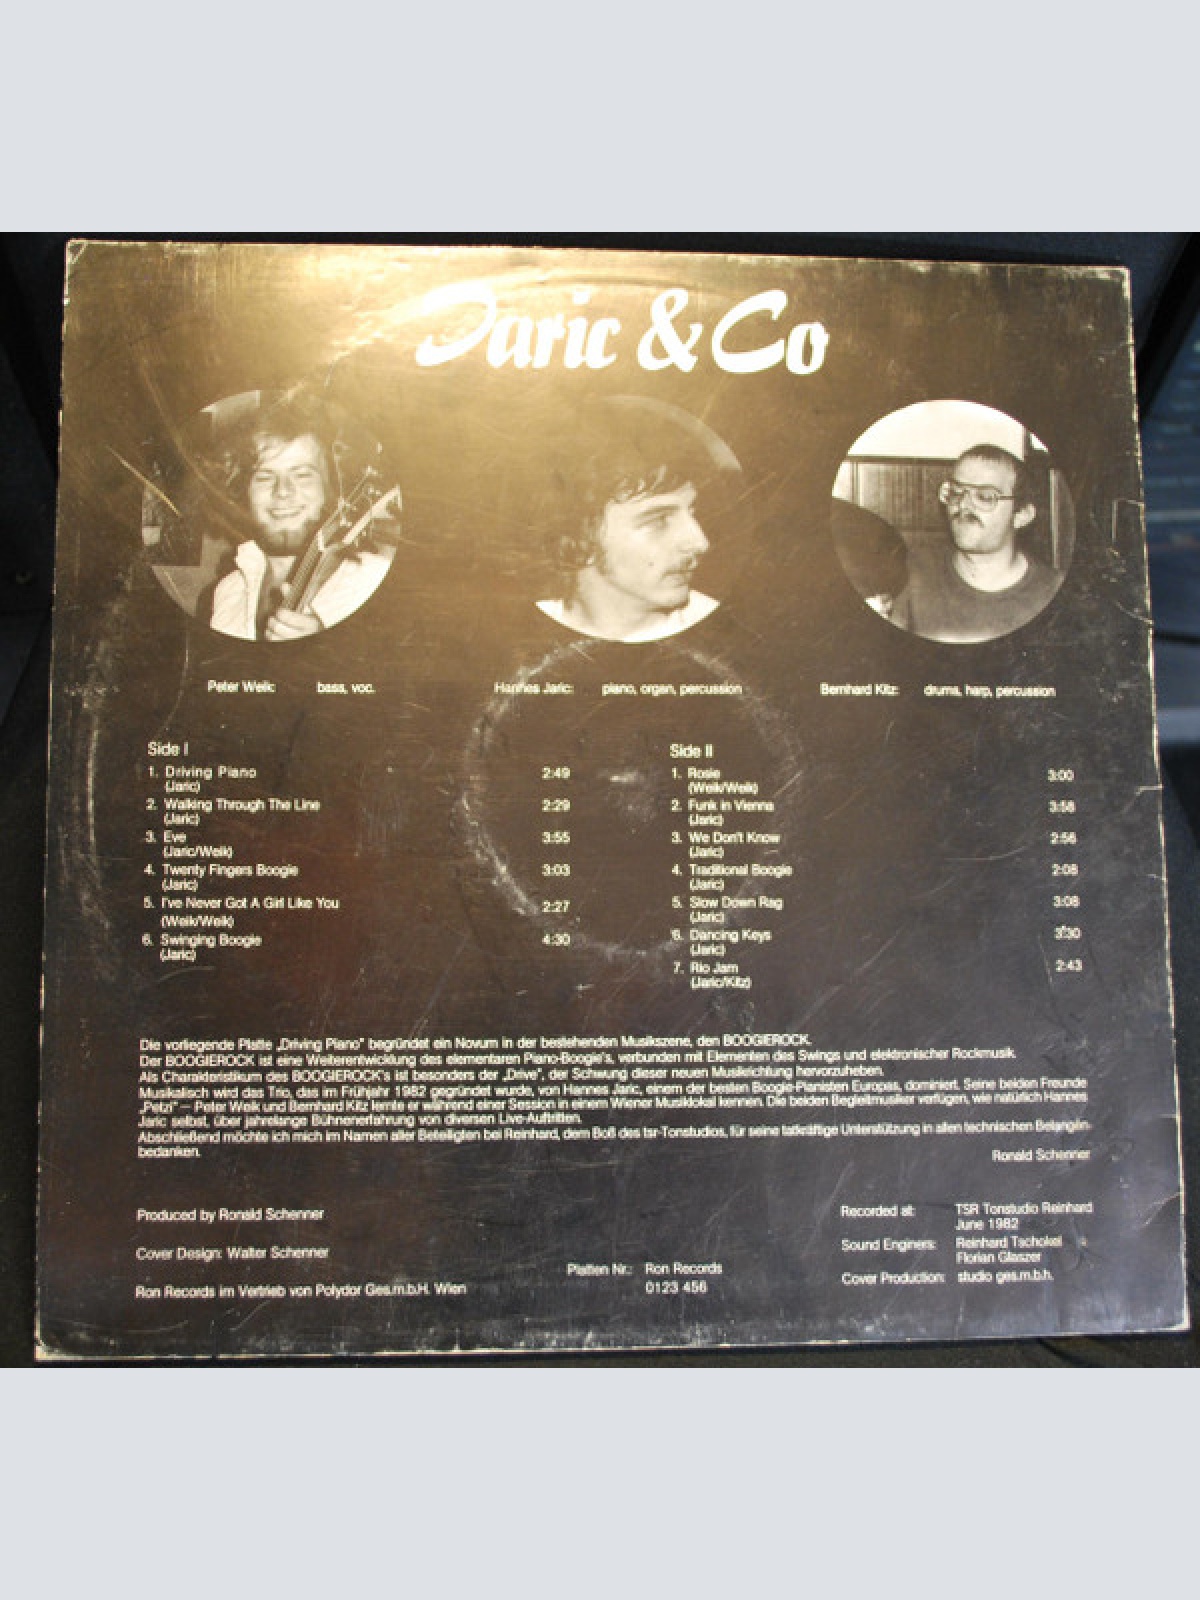 Jaric & Co
Peter Weik: bass, voc. Hannes Jaric: piano, organ, percussion Bernhard Kitz: drums, harp, percussion
Side I
1. Driving Piano 2:49
(Jaric)
2. Walking Through The Line 2:29
(Jaric)
3. Eve 3:55
(Jaric/Weik)
4. Twenty Fingers Boogie 3:03
(Jaric)
5. I've Never Got A Girl Like You 2:27
(Weik/Weik)
6. Swinging Boogie 4:30
(Jaric)
Side II
1. Rosie 3:00
(Weik/Weik)
2. Funk in Vienna 3:58
(Jaric)
3. We Don't Know 2:56
(Jaric)
4. Traditional Boogie 2:08
(Jaric)
5. Slow Down Rag 3:08
(Jaric)
6. Dancing Keys 3:30
(Jaric)
7. Rio Jam 2:43
(Jaric/Kitz)
Die vorliegende Platte „Driving Piano" begründet ein Novum in der bestehenden Musikszene, den BOOGIEROCK.
Der BOOGIEROCK ist eine Weiterentwicklung des elementaren Piano-Boogie's, verbunden mit Elementen des Swings und elektronischer Rockmusik.
Als Charakteristikum des BOOGIEROCK's ist besonders der „Drive", der Schwung dieser neuen Musikrichtung hervorzuheben.
Musikalisch wird das Trio, das im Frühjahr 1982 gegründet wurde, von Hannes Jaric, einem der besten Boogie-Pianisten Europas, dominiert. Seine beiden Freunde
„Petzi" – Peter Weik und Bernhard Kitz lernte er während einer Session in einem Wiener Musiklokal kennen. Die beiden Begleitmusiker verfügen, wie natürlich Hannes
Jaric selbst, über jahrelange Bühnenerfahrung von diversen Live-Auftritten.
Abschließend möchte ich mich im Namen aller Beteiligten bei Reinhard, dem Boß des tsr-Tonstudios, für seine tatkräftige Unterstützung in allen technischen Belangen
bedanken.
Ronald Schenner
Produced by Ronald Schenner
Cover Design: Walter Schenner
Ron Records im Vertrieb von Polydor Ges.m.b.H. Wien
Platten Nr.: Ron Records
0123 456
Recorded at: TSR Tonstudio Reinhard
June 1982
Sound Enginers: Reinhard Tschokel
Florian Glaszer
Cover Production: studio ges.m.b.h.